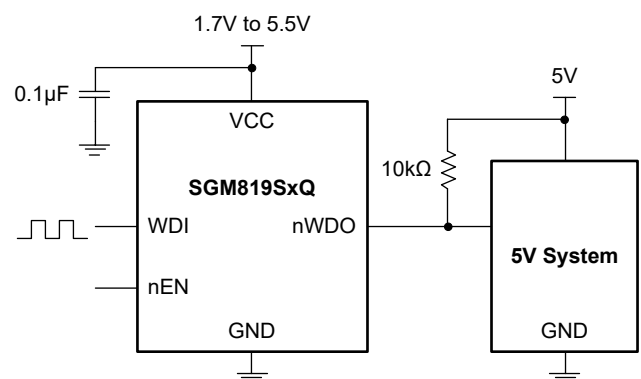 1.7V to 5.5V
5V
0.1µF
VCC
10kΩ
SGM819SxQ
WDI
nWDO
5V System
nEN
GND
GND